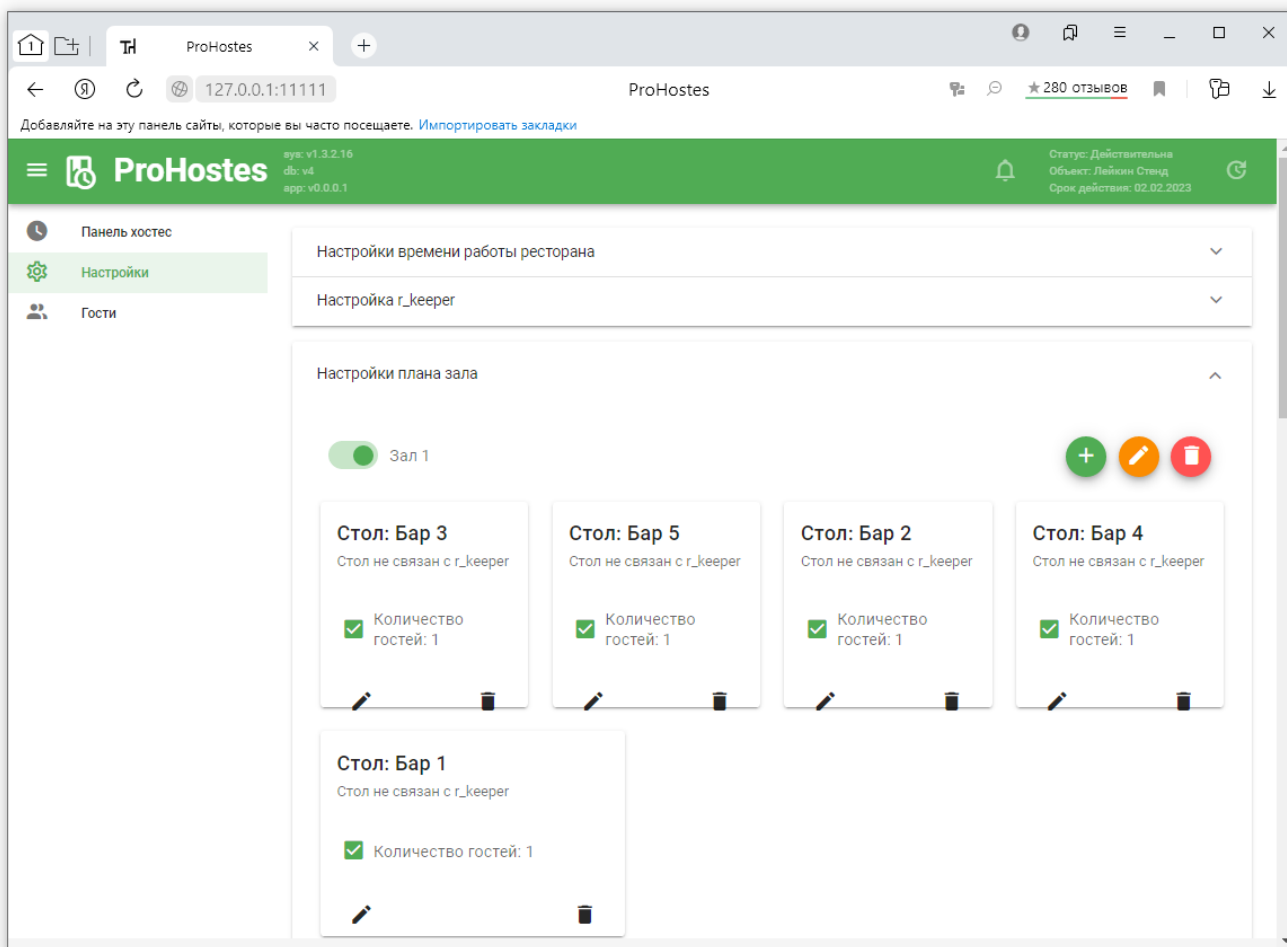 1
TH ProHostes
Я 127.0.0.1:11111 ProHostes 280 отзывов
Добавляйте на эту панель сайты, которые вы часто посещаете. Импортировать закладки
ProHostes
sys: v1.3.2.16
db: v4
app: v0.0.0.1
Статус: Действительна
Объект: Лейкин Стенд
Срок действия: 02.02.2023
Панель хостес
Настройки
Гости
Настройки времени работы ресторана
Настройка r_keeper
Настройки плана зала
Зал 1
Стол: Бар 3
Стол не связан с r_keeper
Количество
гостей: 1
Стол: Бар 5
Стол не связан с r_keeper
Количество
гостей: 1
Стол: Бар 2
Стол не связан с r_keeper
Количество
гостей: 1
Стол: Бар 4
Стол не связан с r_keeper
Количество
гостей: 1
Стол: Бар 1
Стол не связан с r_keeper
Количество гостей: 1